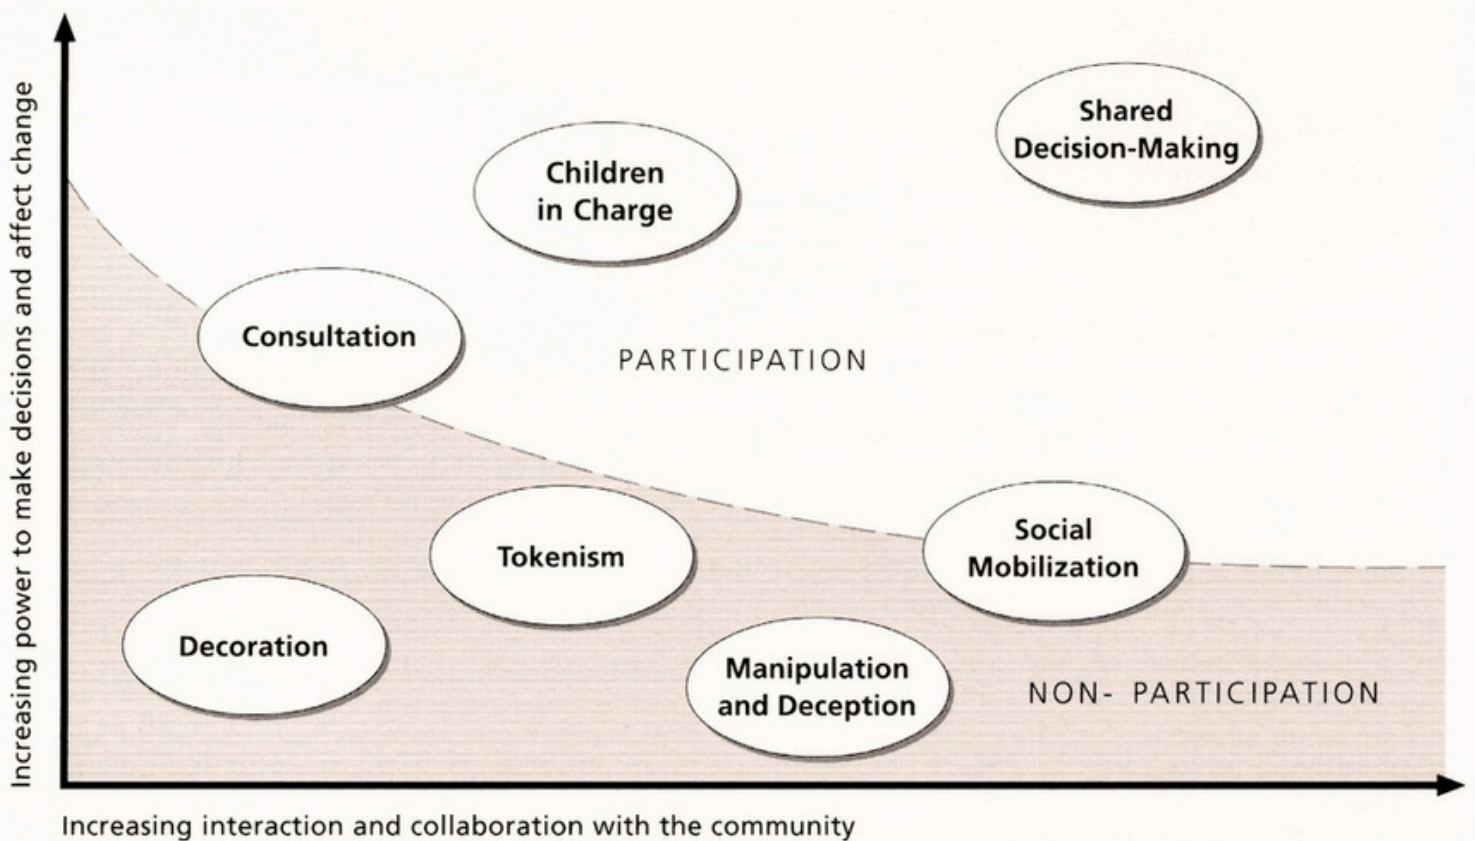 Increasing power to make decisions and affect change
Shared
Decision-Making
Children
in Charge
Consultation
PARTICIPATION
Social
Mobilization
Tokenism
Decoration
Manipulation
and Deception
NON- PARTICIPATION
Increasing interaction and collaboration with the community